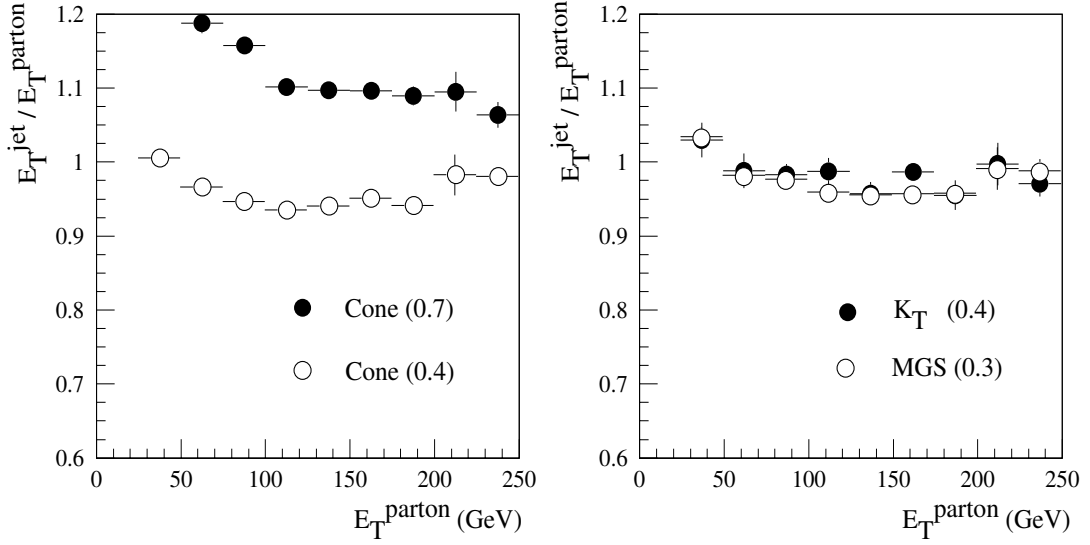 E_T^jet / E_T^parton
1.2
1.1
1
0.9
0.8
0.7
0.6
Cone (0.7)
Cone (0.4)
0 50 100 150 200 250
E_T^parton (GeV)
E_T^jet / E_T^parton
1.2
1.1
1
0.9
0.8
0.7
0.6
K_T (0.4)
MGS (0.3)
0 50 100 150 200 250
E_T^parton (GeV)